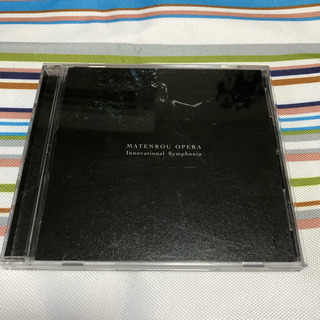 MATENROU OPERA
Innovational Symphonia